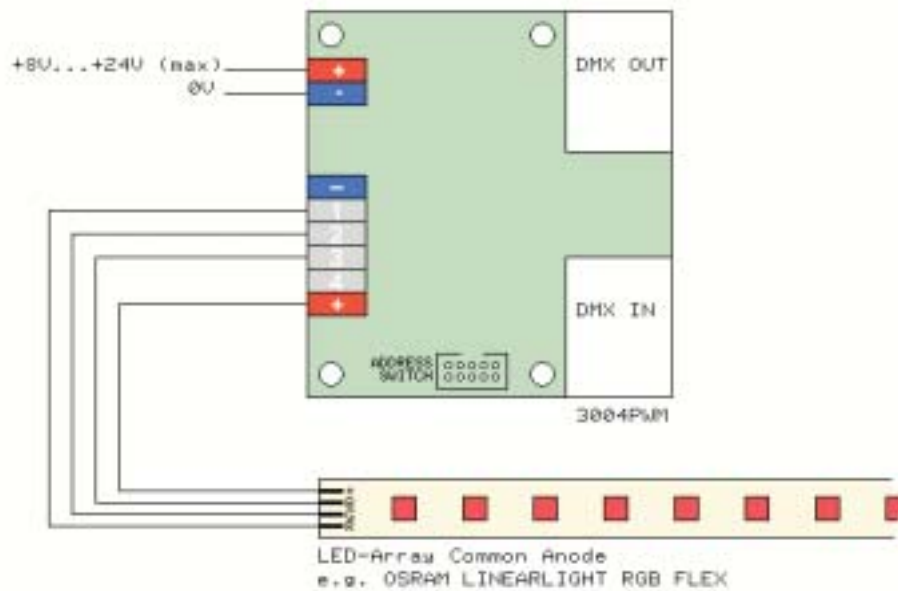 +8V...+24V (max)
0V
+
-
DMX OUT
-
1
2
3
4
+
DMX IN
ADDRESS
SWITCH
3004PWM
LED-Array Common Anode
e.g. OSRAM LINEARLIGHT RGB FLEX